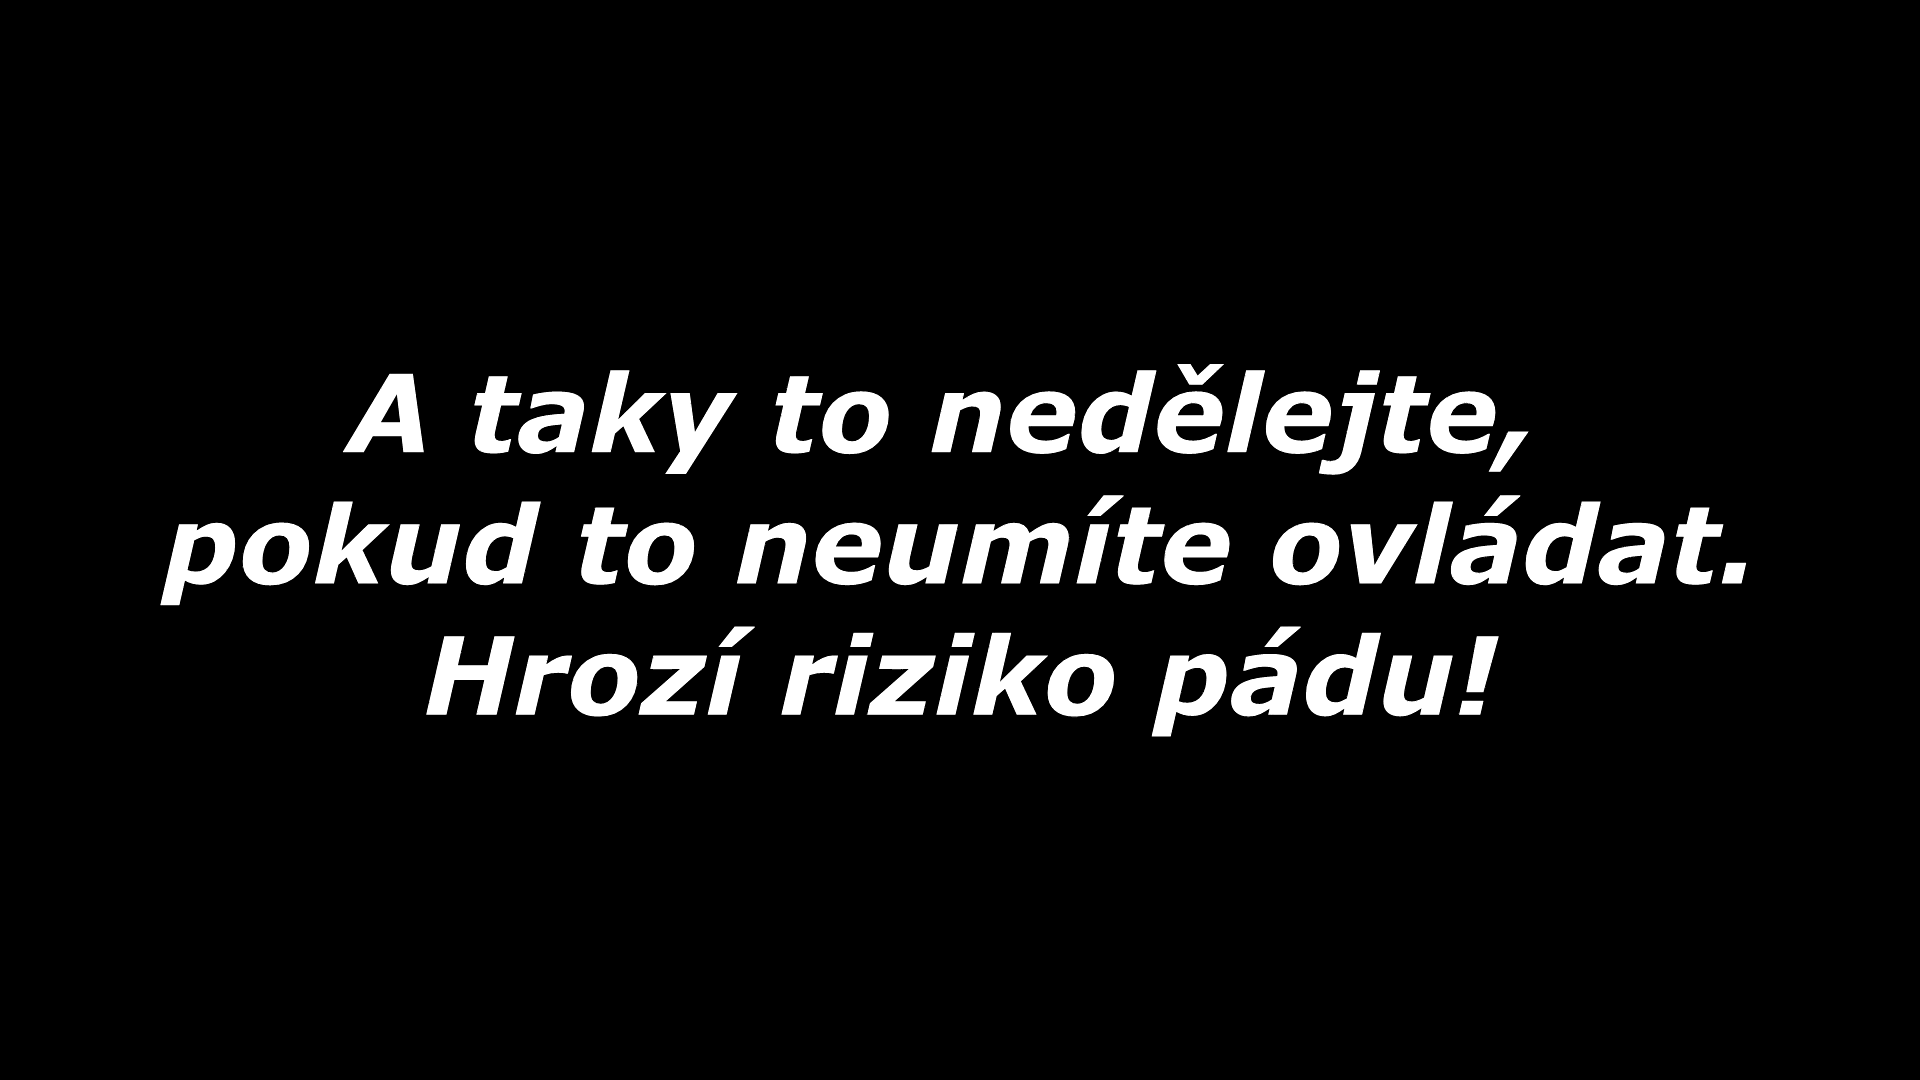 A taky to nedělejte,
pokud to neumíte ovládat.
Hrozí riziko pádu!